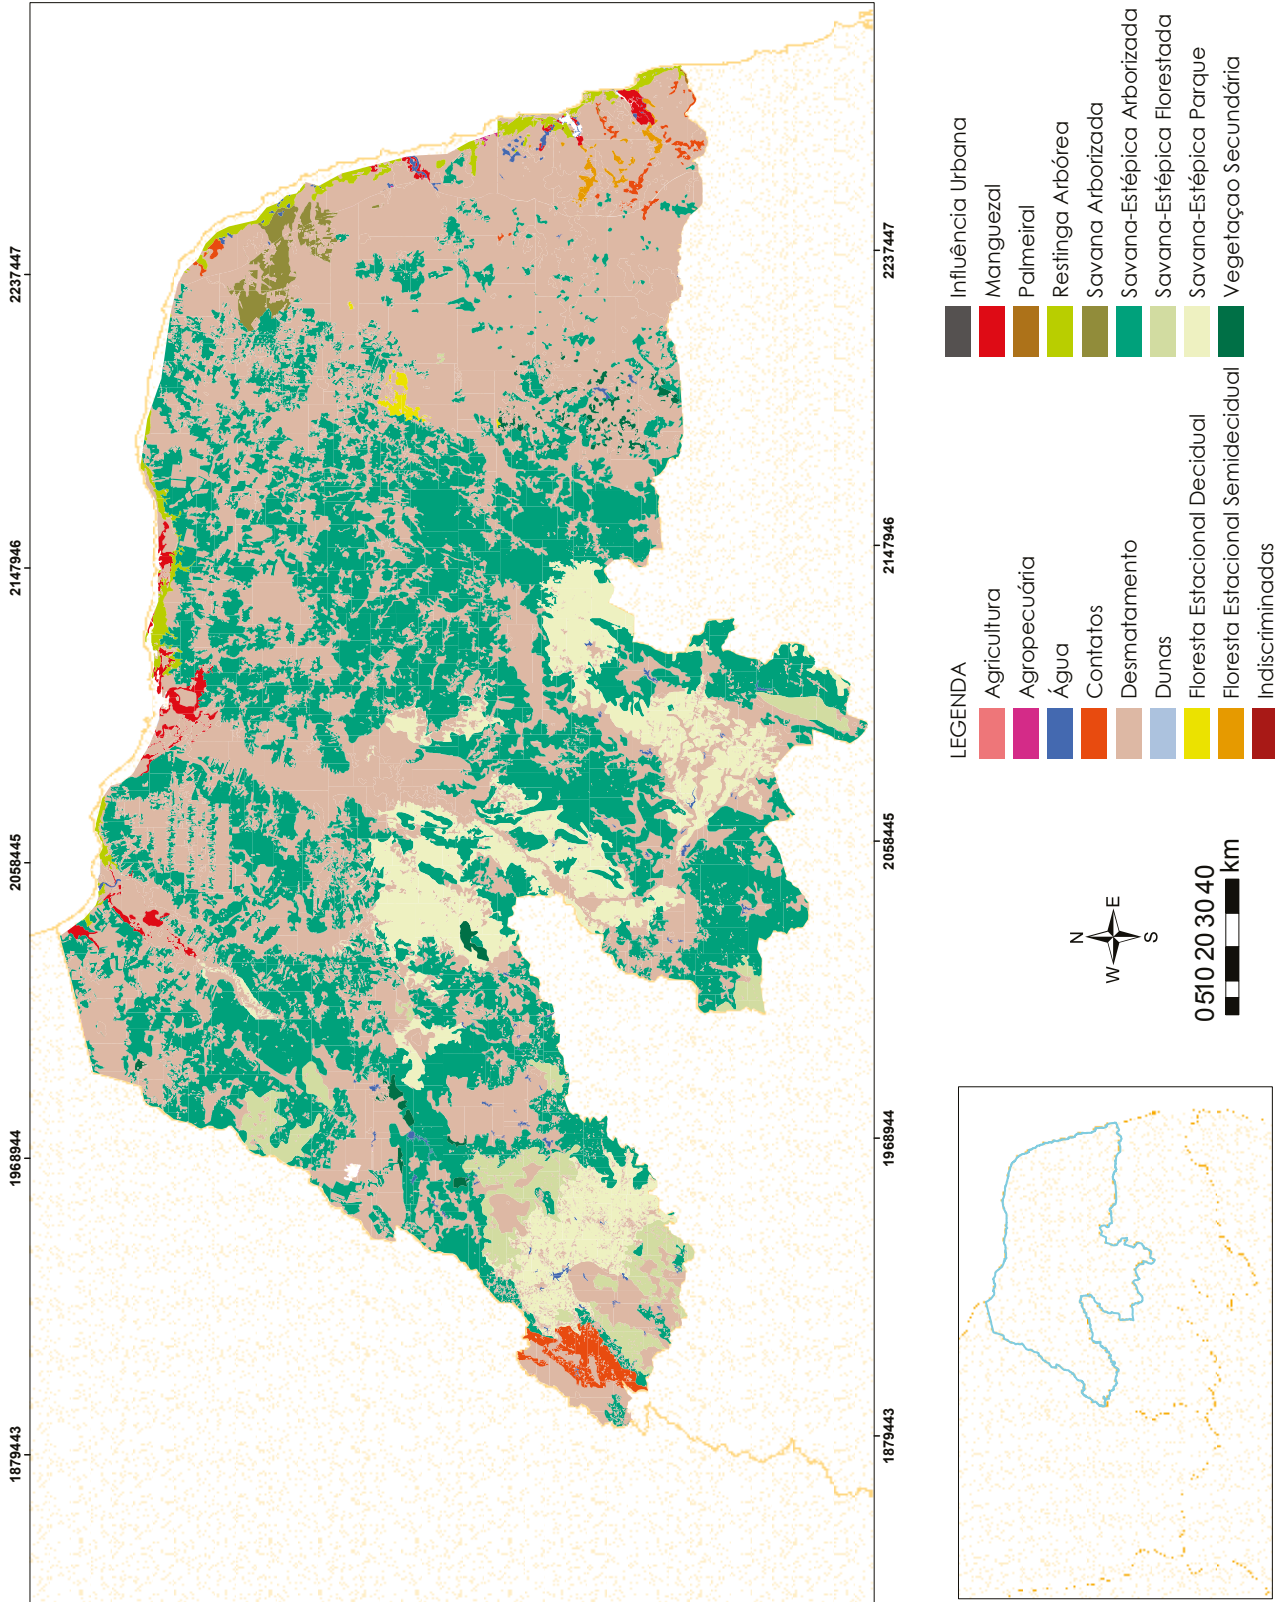 1879443
1968944
2058445
2147946
2237447
1879443
1968944
2058445
2147946
2237447
N
W
E
S
0 5 10 20 30 40
km
LEGENDA
Agricultura
Agropecuária
Água
Contatos
Desmatamento
Dunas
Floresta Estacional Decidual
Foresta Estacional Semidecidual
Indiscriminadas
Influência Urbana
Manguezal
Palmeiral
Restinga Arbórea
Savana Arborizada
Savana-Estépica Arborizada
Savana-Estépica Florestada
Savana-Estépica Parque
Vegetaçao Secundária